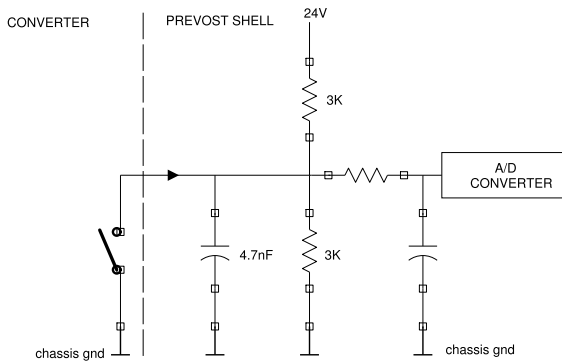 CONVERTER
PREVOST SHELL
24V
3K
A/D
CONVERTER
4.7nF
3K
chassis gnd
chassis gnd